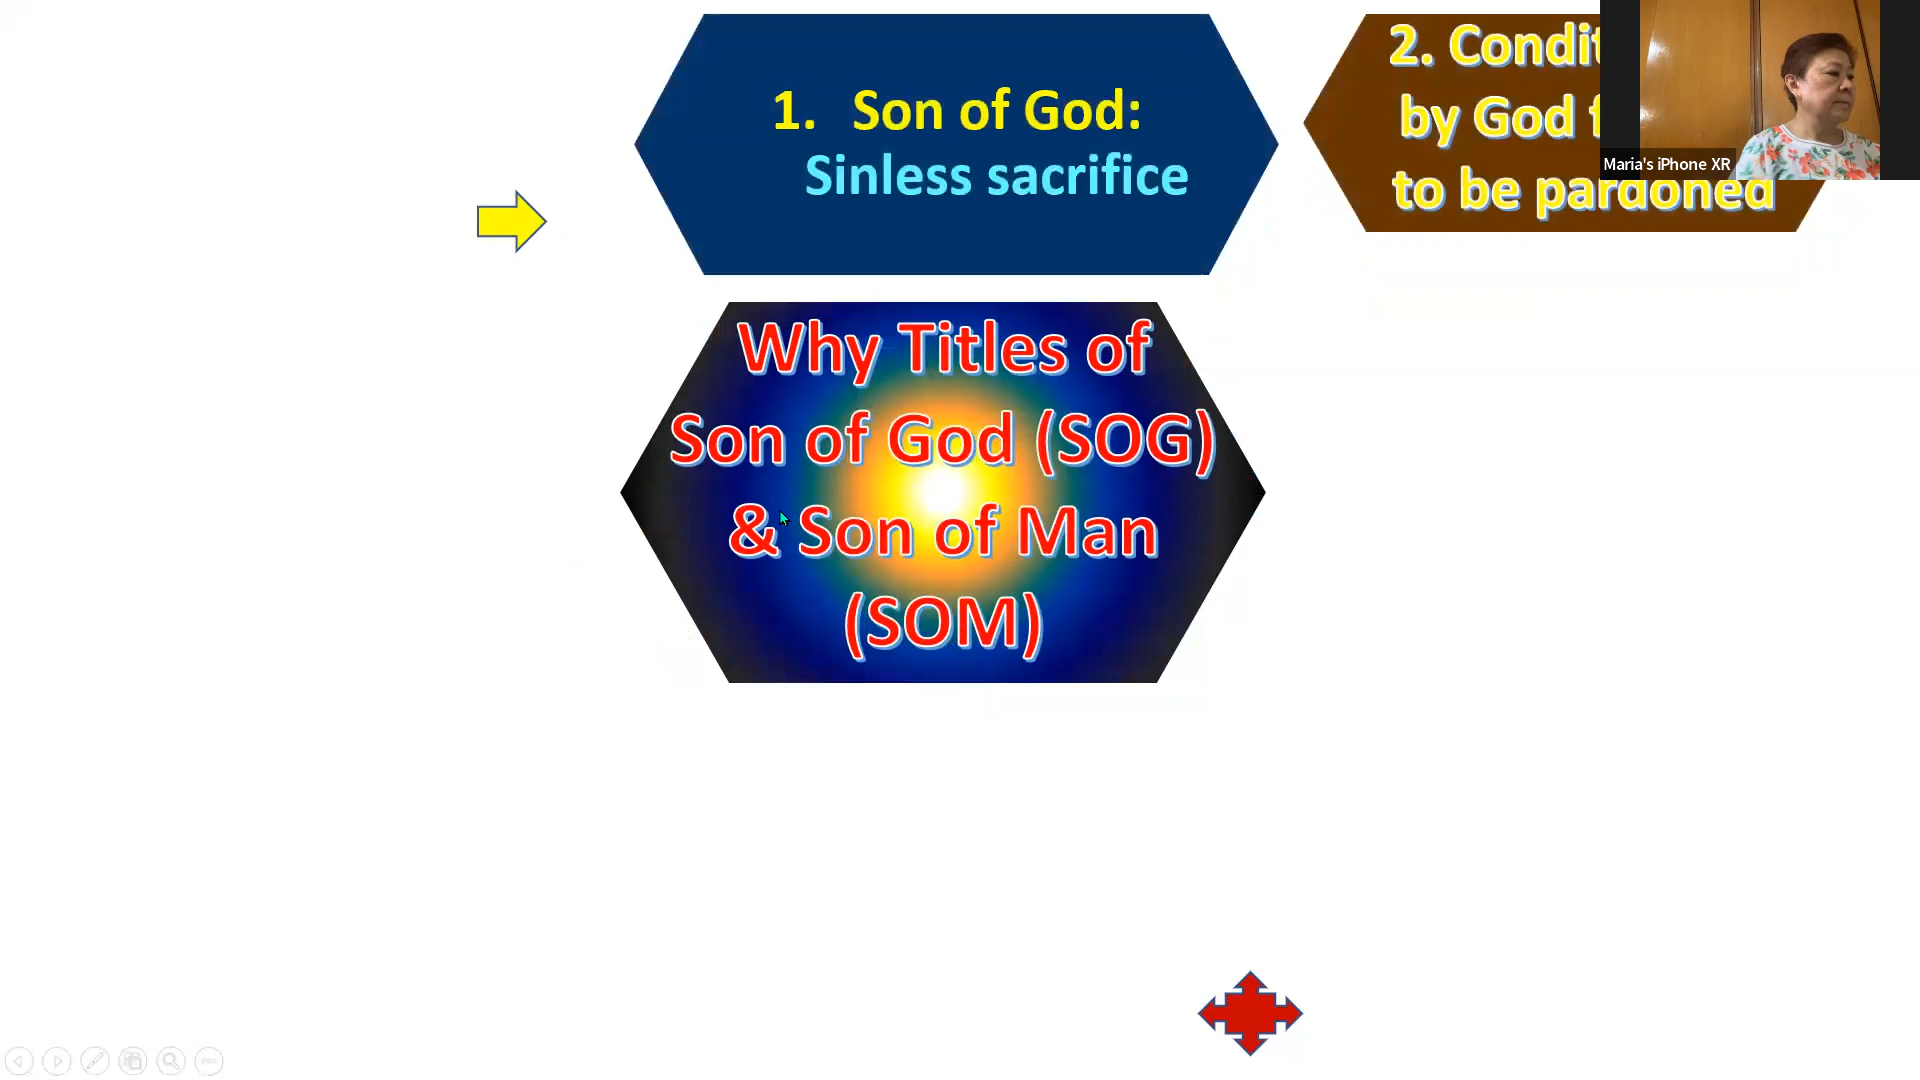 1. Son of God:
Sinless sacrifice
2. Condit
by God f
to be pardoned
Maria's iPhone XR
Why Titles of
Son of God (SOG)
& Son of Man
(SOM)